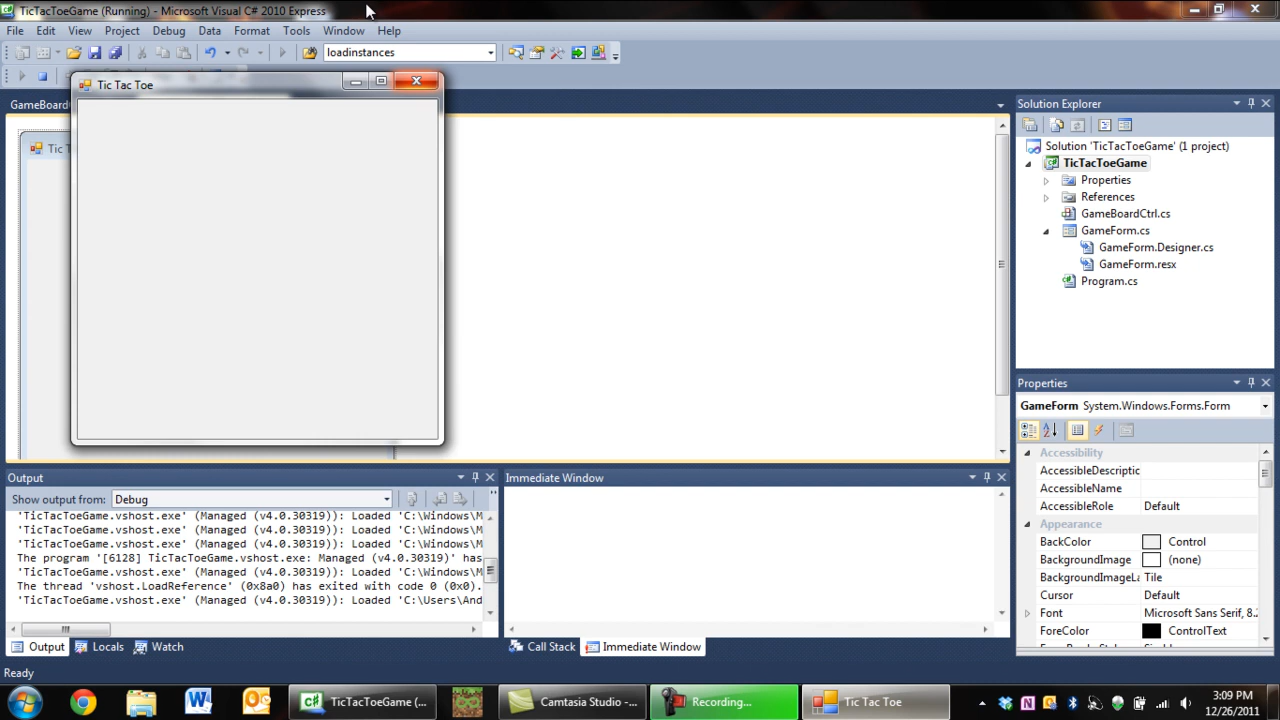 TicTacToeGame (Running) - Microsoft Visual C# 2010 Express
File Edit View Project Debug Data Format Tools Window Help
loadinstances
Tic Tac Toe
GameBoard
Tic T
Solution Explorer
Solution 'TicTacToeGame' (1 project)
TicTacToeGame
Properties
References
GameBoardCtrl.cs
GameForm.cs
GameForm.Designer.cs
GameForm.resx
Program.cs
Properties
GameForm System.Windows.Forms.Form
Accessibility
AccessibleDescriptic
AccessibleName
AccessibleRole Default
Appearance
BackColor Control
BackgroundImage (none)
BackgroundImageLa Tile
Cursor Default
Font Microsoft Sans Serif, 8.2
ForeColor ControlText
Output
Show output from: Debug
'TicTacToeGame.vshost.exe' (Managed (v4.0.30319)): Loaded 'C:\Windows\M
'TicTacToeGame.vshost.exe' (Managed (v4.0.30319)): Loaded 'C:\Windows\M
'TicTacToeGame.vshost.exe' (Managed (v4.0.30319)): Loaded 'C:\Windows\M
The program '[6128] TicTacToeGame.vshost.exe: Managed (v4.0.30319)' has
'TicTacToeGame.vshost.exe' (Managed (v4.0.30319)): Loaded 'C:\Windows\M
The thread 'vshost.LoadReference' (0x8a0) has exited with code 0 (0x0).
'TicTacToeGame.vshost.exe' (Managed (v4.0.30319)): Loaded 'C:\Users\And
Immediate Window
Output Locals Watch
Call Stack Immediate Window
Ready
TicTacToeGame (... Camtasia Studio -... Recording... Tic Tac Toe
3:09 PM
12/26/2011